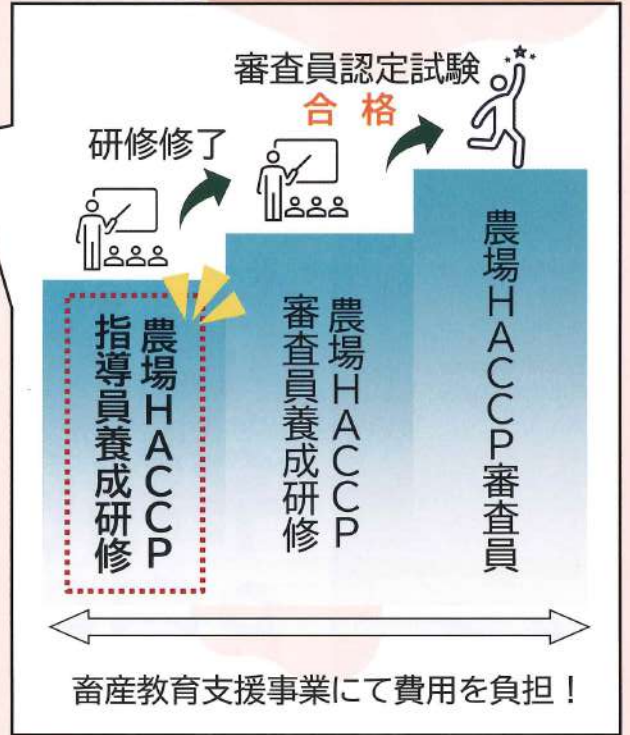 審査員認定試験
合格
研修修了
農場HACCP
指導員養成研修
農場HACCP
審査員養成研修
農場HACCP審査員
畜産教育支援事業にて費用を負担！